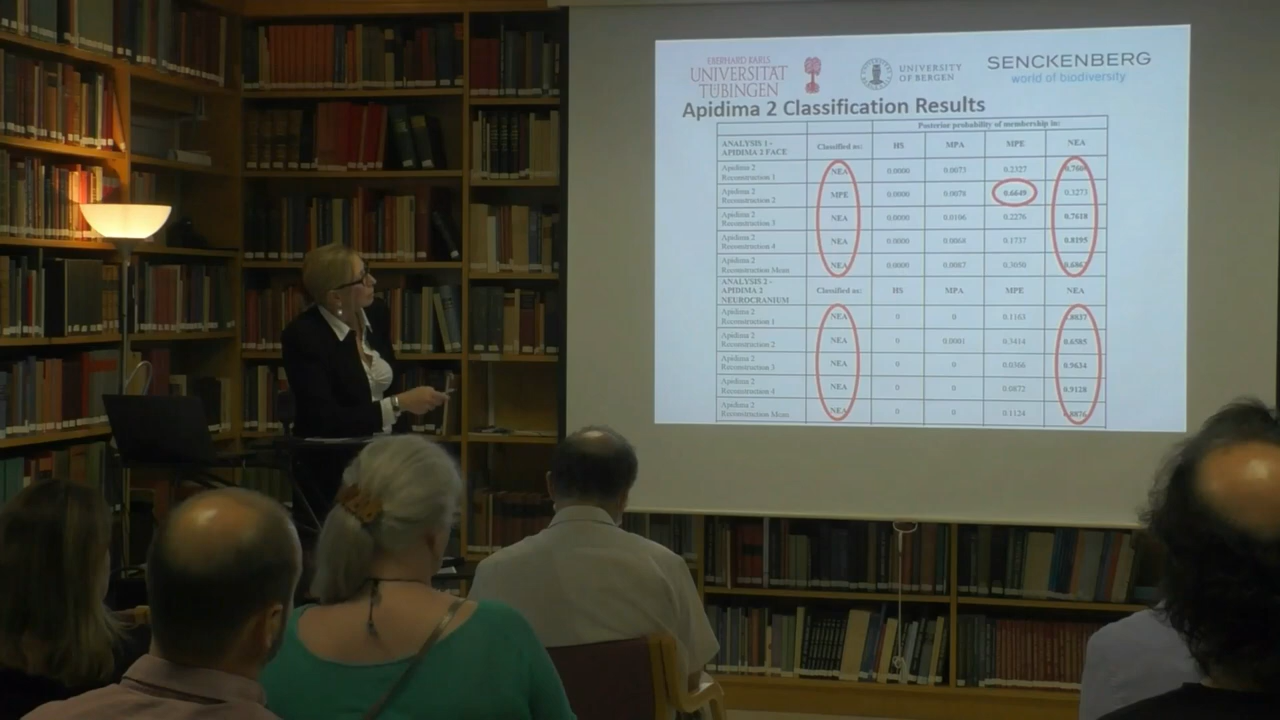 EBERHARD KARLS
UNIVERSITÄT
TÜBINGEN
UNIVERSITY
OF BERGEN
SENCKENBERG
world of biodiversity
Apidima 2 Classification Results
Posterior probability of membership in:
ANALYSIS 1 - APIDIMA 2 FACE Classified as: HS MPA MPE NEA
Apidima 2 Reconstruction 1 NEA 0.0000 0.0073 0.2327
Apidima 2 Reconstruction 2 MPE 0.0000 0.0078 0.6649 0.3273
Apidima 2 Reconstruction 3 NEA 0.0000 0.0106 0.2276 0.7618
Apidima 2 Reconstruction 4 NEA 0.0000 0.0068 0.1737 0.8195
Apidima 2 Reconstruction Mean NEA 0.0000 0.0087 0.3050
ANALYSIS 2 - APIDIMA 2 NEUROCRANIUM Classified as: HS MPA MPE NEA
Apidima 2 Reconstruction 1 NEA 0 0 0.1163 0.8837
Apidima 2 Reconstruction 2 NEA 0 0.0001 0.3414 0.6585
Apidima 2 Reconstruction 3 NEA 0 0 0.0366 0.9634
Apidima 2 Reconstruction 4 NEA 0 0 0.0872 0.9128
Apidima 2 Reconstruction Mean NEA 0 0 0.1124 0.8876